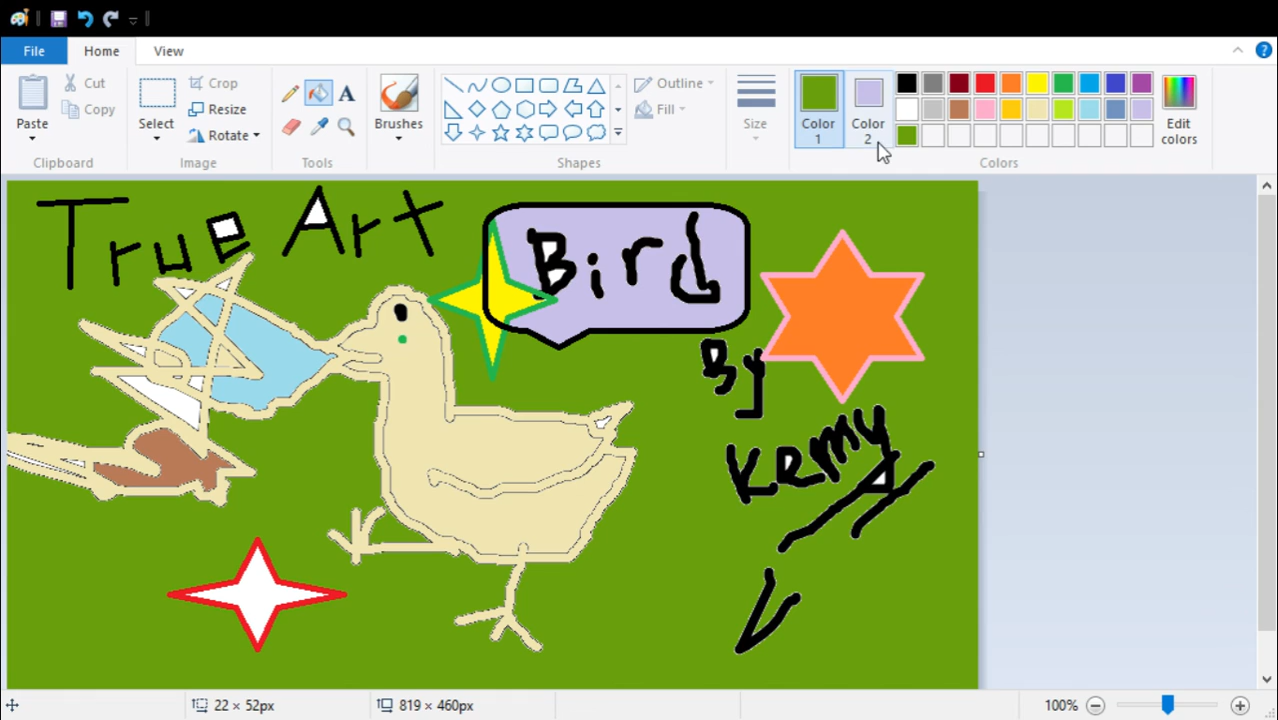 File Home View
Paste Cut Copy Clipboard
Select Crop Resize Rotate Image
Tools
Brushes
Shapes Outline Fill
Size
Color 1 Color 2 Edit colors Colors
True Art
Bird
By
Kemy
22 × 52px 819 × 460px 100%